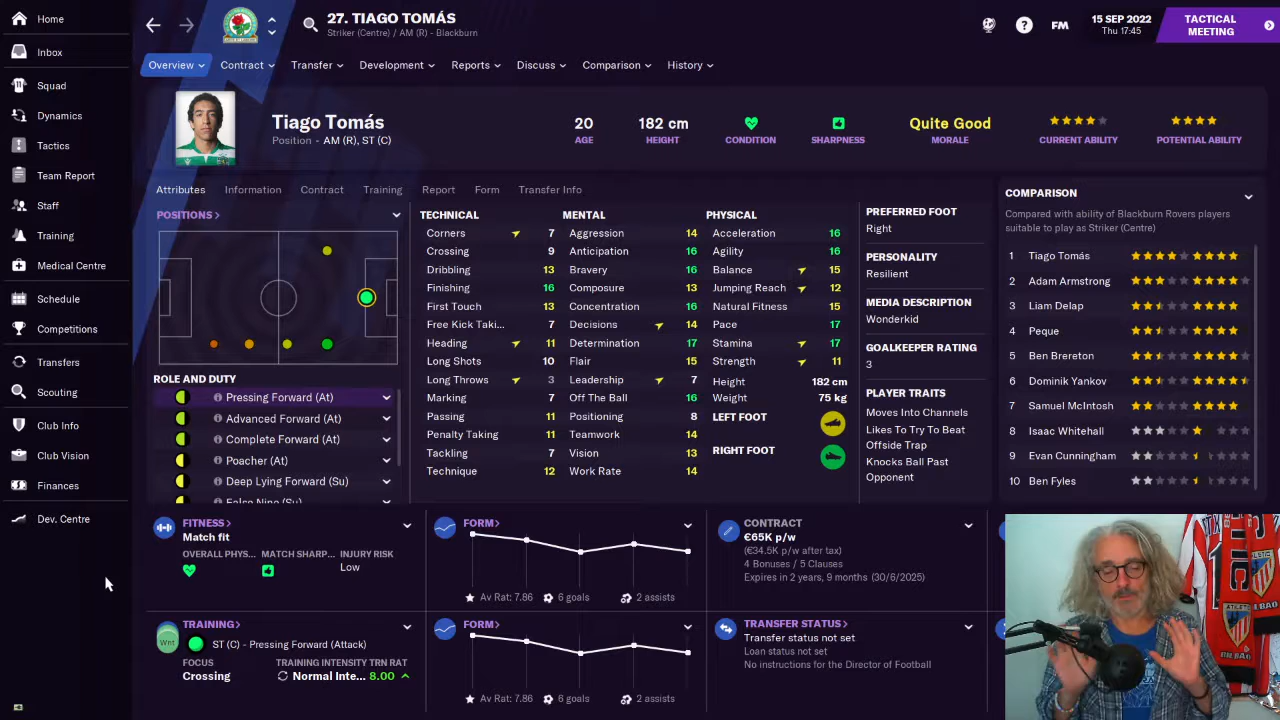 Home
27. TIAGO TOMÁS
Striker (Centre) / AM (R) - Blackburn
FM
15 SEP 2022
Thu 17:45
TACTICAL
MEETING
Inbox
Squad
Dynamics
Tactics
Team Report
Staff
Training
Medical Centre
Schedule
Competitions
Transfers
Scouting
Club Info
Club Vision
Finances
Dev. Centre
Overview
Contract
Transfer
Development
Reports
Discuss
Comparison
History
Tiago Tomás
Position - AM (R), ST (C)
20
AGE
182 cm
HEIGHT
CONDITION
SHARPNESS
Quite Good
MORALE
CURRENT ABILITY
POTENTIAL ABILITY
Attributes Information Contract Training Report Form Transfer Info
POSITIONS
ROLE AND DUTY
Pressing Forward (At)
Advanced Forward (At)
Complete Forward (At)
Poacher (At)
Deep Lying Forward (Su)
False Nine (Su)
TECHNICAL
Corners 7
Crossing 9
Dribbling 13
Finishing 16
First Touch 13
Free Kick Taki... 7
Heading 11
Long Shots 10
Long Throws 3
Marking 7
Passing 11
Penalty Taking 11
Tackling 7
Technique 12
MENTAL
Aggression 14
Anticipation 16
Bravery 16
Composure 13
Concentration 16
Decisions 14
Determination 17
Flair 15
Leadership 7
Off The Ball 16
Positioning 8
Teamwork 14
Vision 13
Work Rate 14
PHYSICAL
Acceleration 16
Agility 16
Balance 15
Jumping Reach 12
Natural Fitness 15
Pace 17
Stamina 17
Strength 11
Height 182 cm
Weight 75 kg
LEFT FOOT
RIGHT FOOT
PREFERRED FOOT
Right
PERSONALITY
Resilient
MEDIA DESCRIPTION
Wonderkid
GOALKEEPER RATING
3
PLAYER TRAITS
Moves Into Channels
Likes To Try To Beat
Offside Trap
Knocks Ball Past
Opponent
COMPARISON
Compared with ability of Blackburn Rovers players
suitable to play as Striker (Centre)
1 Tiago Tomás
2 Adam Armstrong
3 Liam Delap
4 Peque
5 Ben Brereton
6 Dominik Yankov
7 Samuel McIntosh
8 Isaac Whitehall
9 Evan Cunningham
10 Ben Fyles
FITNESS
Match fit
OVERALL PHYS... MATCH SHARP... INJURY RISK
Low
FORM
Av Rat: 7.86 6 goals 2 assists
CONTRACT
€65K p/w
(€34.5K p/w after tax)
4 Bonuses / 5 Clauses
Expires in 2 years, 9 months (30/6/2025)
TRAINING
Wnt
ST (C) - Pressing Forward (Attack)
FOCUS
Crossing
TRAINING INTENSITY TRN RAT
Normal Inte... 8.00
FORM
Av Rat: 7.86 6 goals 2 assists
TRANSFER STATUS
Transfer status not set
Loan status not set
No instructions for the Director of Football